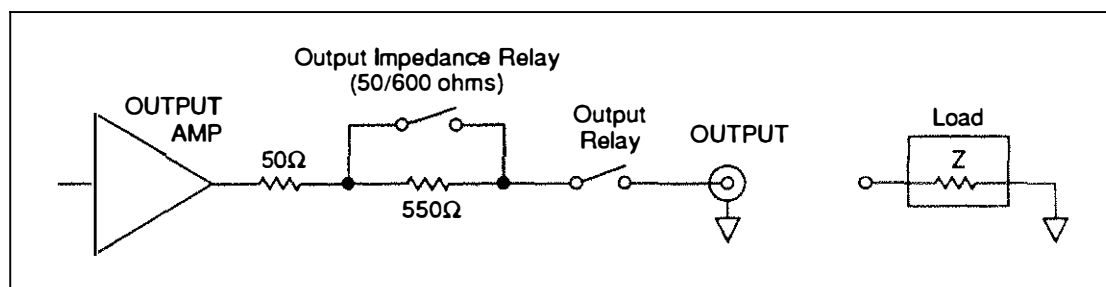 Output Impedance Relay
(50/600 ohms)
OUTPUT
AMP
50Ω
550Ω
Output
Relay
OUTPUT
Load
Z